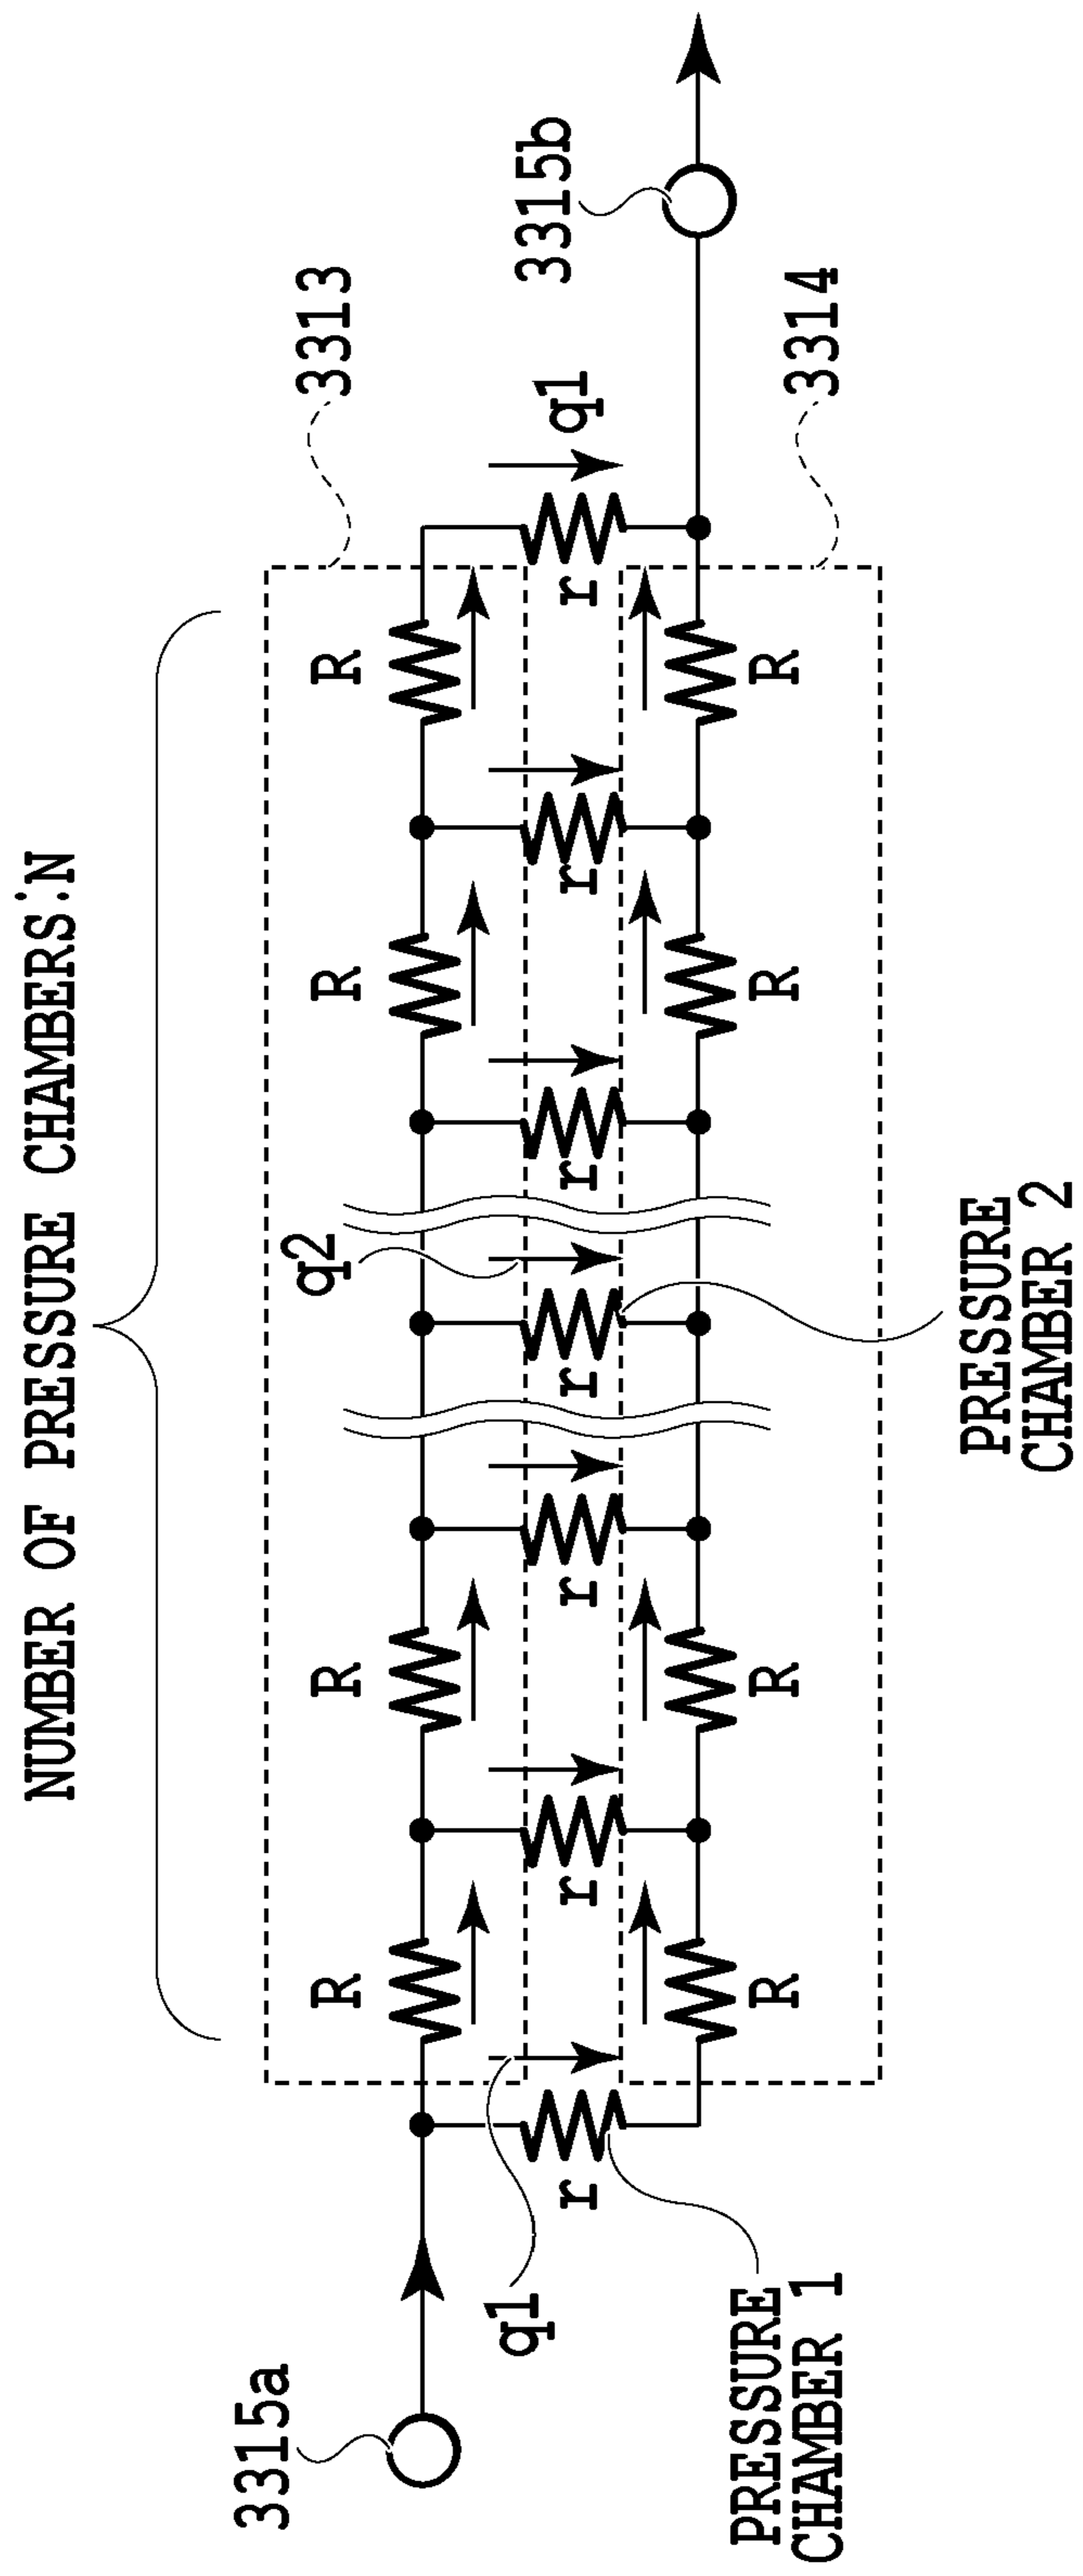 NUMBER OF PRESSURE CHAMBERS:N
3315a
q2
3313
R
R
R
R
q1
3315b
q1
r
r
r
r
r
r
r
R
R
R
R
3314
PRESSURE
CHAMBER 1
PRESSURE
CHAMBER 2